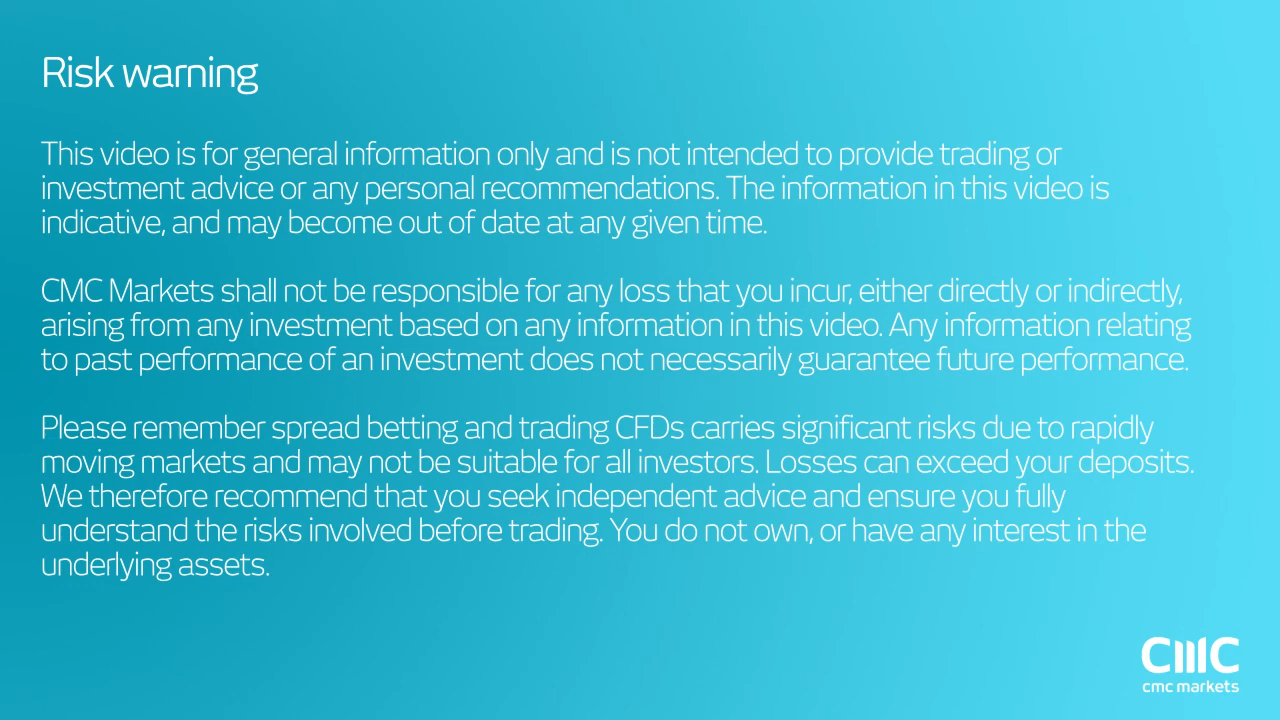 Risk warning
This video is for general information only and is not intended to provide trading or
investment advice or any personal recommendations. The information in this video is
indicative, and may become out of date at any given time.
CMC Markets shall not be responsible for any loss that you incur, either directly or indirectly,
arising from any investment based on any information in this video. Any information relating
to past performance of an investment does not necessarily guarantee future performance.
Please remember spread betting and trading CFDs carries significant risks due to rapidly
moving markets and may not be suitable for all investors. Losses can exceed your deposits.
We therefore recommend that you seek independent advice and ensure you fully
understand the risks involved before trading. You do not own, or have any interest in the
underlying assets.
CMC
cmc markets